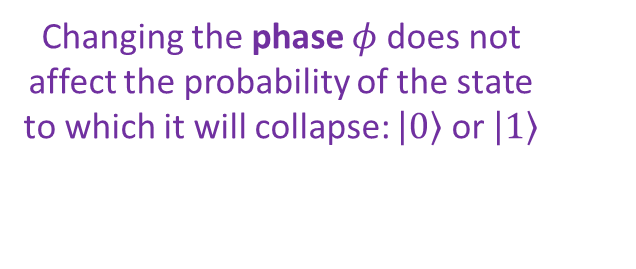 Changing the phase ϕ does not
affect the probability of the state
to which it will collapse: |0⟩ or |1⟩